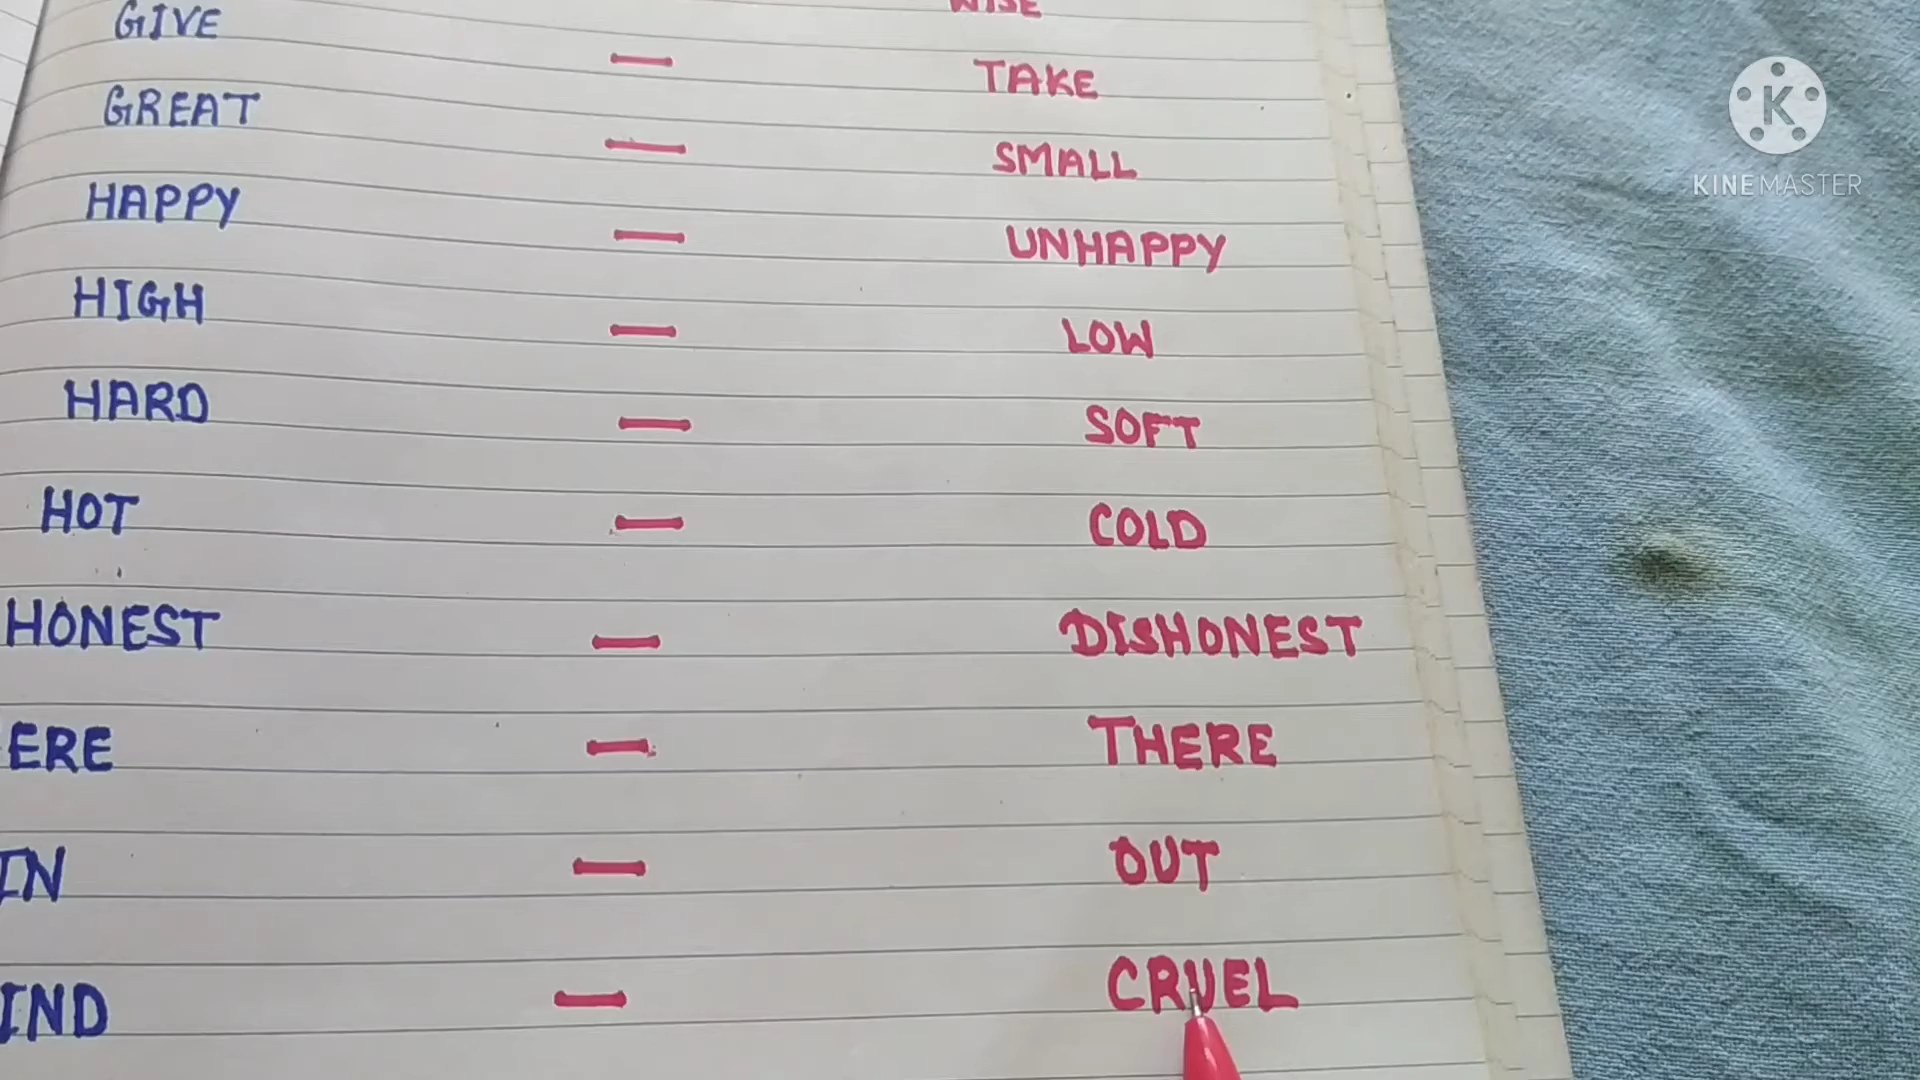 WISE
GIVE — TAKE
GREAT — SMALL
HAPPY — UNHAPPY
HIGH — LOW
HARD — SOFT
HOT — COLD
HONEST — DISHONEST
ERE — THERE
IN — OUT
IND — CRUEL
K
KINEMASTER